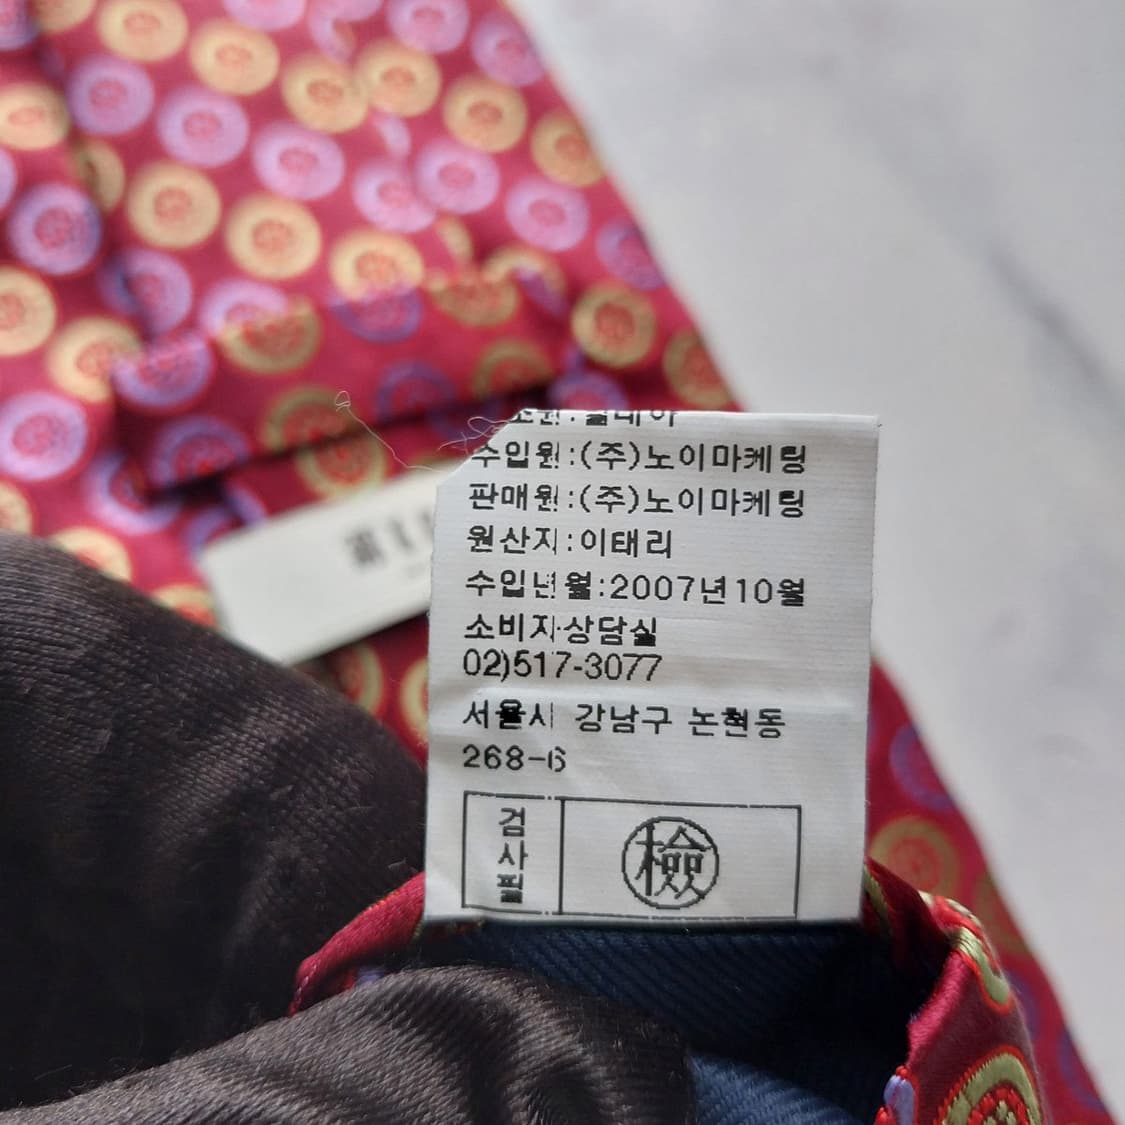 수입원:(주)노이마케팅
판매원:(주)노이마케팅
원산지:이태리
수입년월:2007년10월
소비자상담실
02)517-3077
서울시 강남구 논현동
268-6
검사필
檢